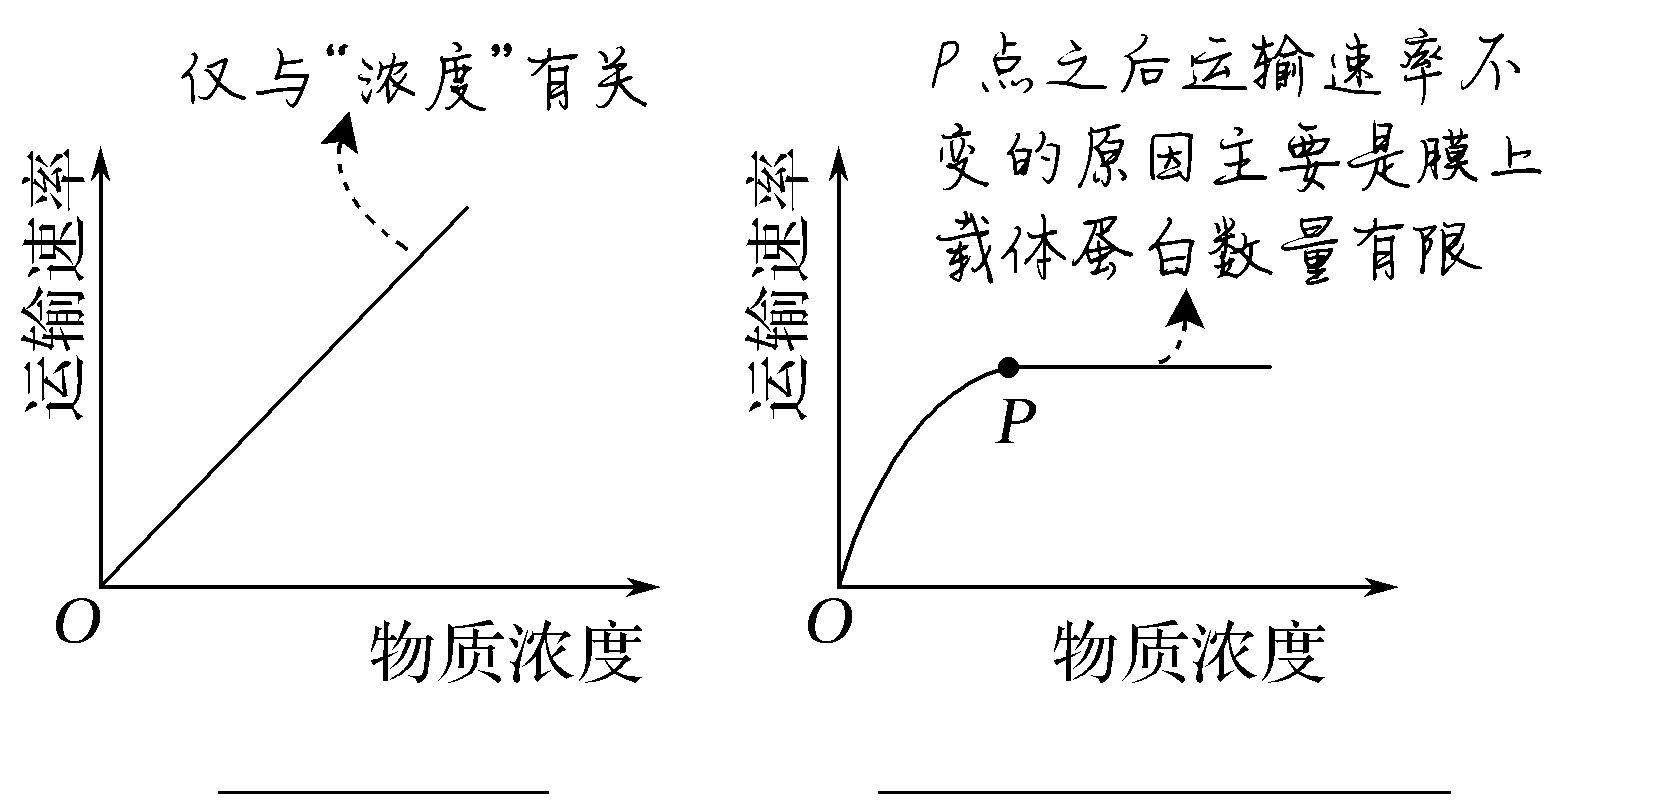 仅与“浓度”有关
运输速率
O
物质浓度
P点之后运输速率不
变的原因主要是膜上
载体蛋白数量有限
运输速率
P
O
物质浓度